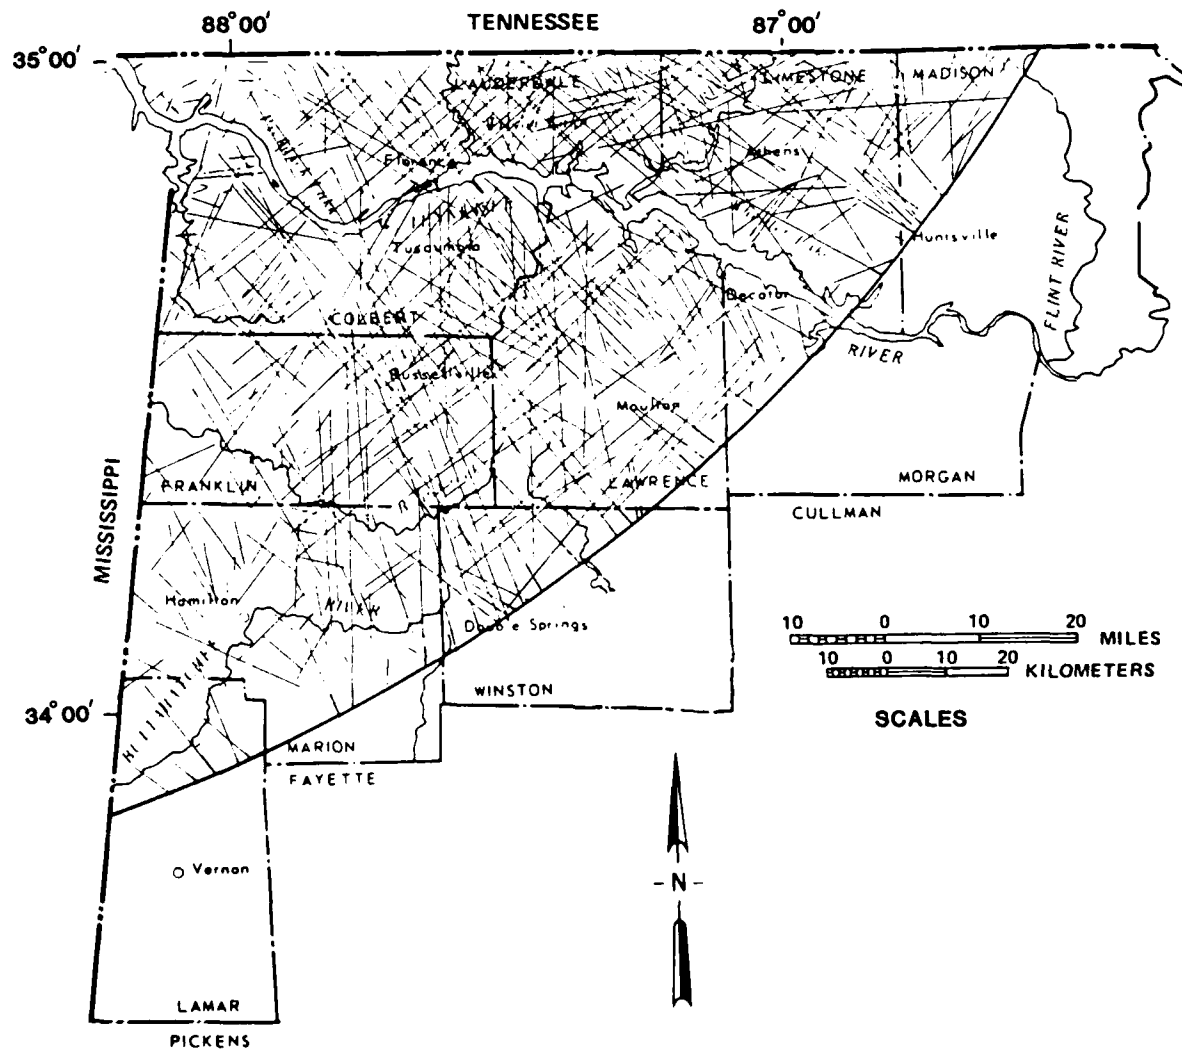 88°00'
TENNESSEE
87°00'
35°00'
LAUDERDALE
LIMESTONE
MADISON
Athens
Florence
Huntsville
Tuscumbia
FLINT RIVER
Decatur
COLBERT
RIVER
Russellville
Moulton
MISSISSIPPI
FRANKLIN
R
LAWRENCE
MORGAN
CULLMAN
Hamilton
Double Springs
10 0 10 20 MILES
10 0 10 20 KILOMETERS
WINSTON
34°00'
SCALES
MARION
FAYETTE
Vernon
-N-
LAMAR
PICKENS